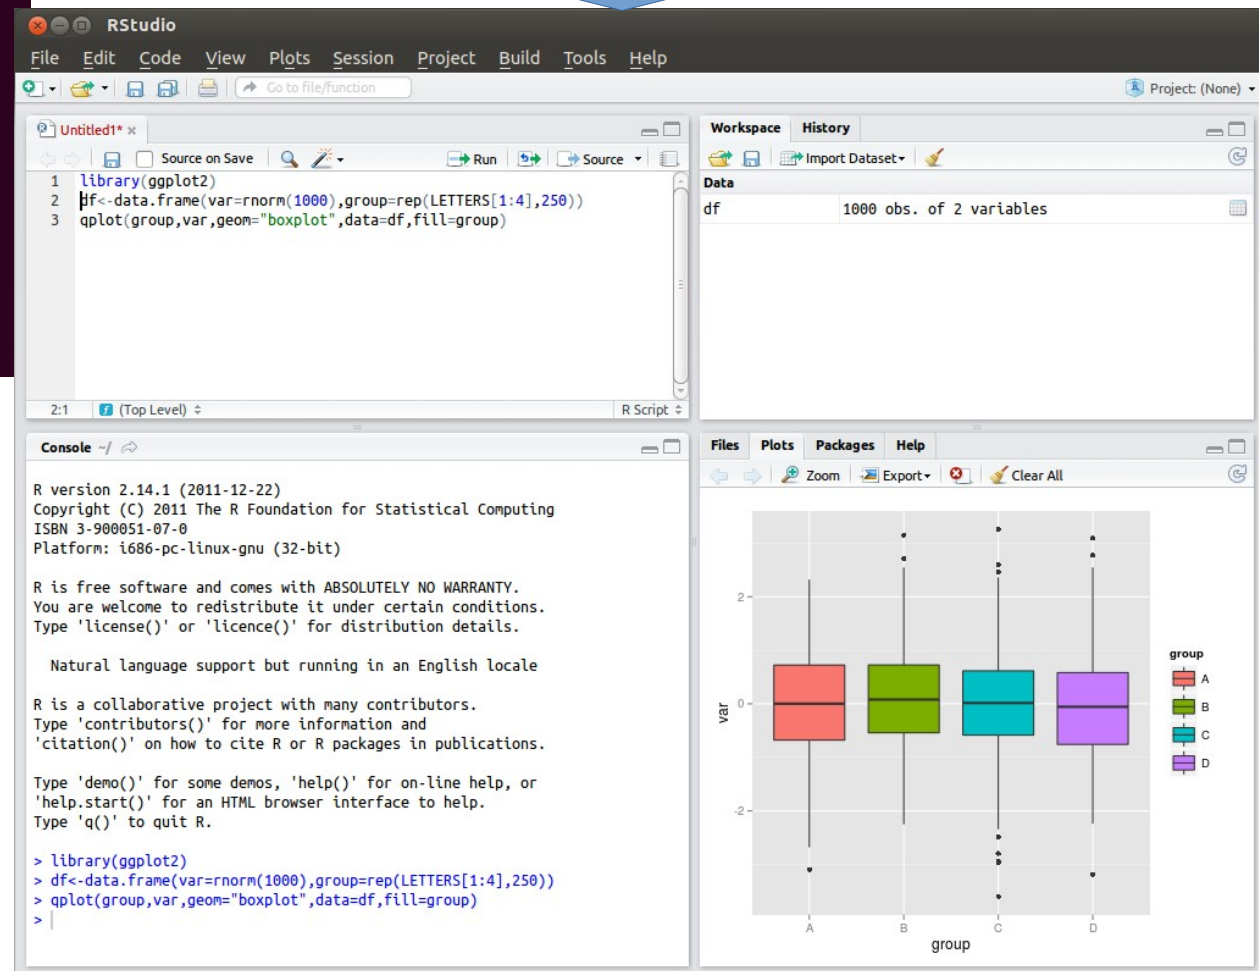 RStudio
File Edit Code View Plots Session Project Build Tools Help
Go to file/function
Project: (None)
Untitled1*
Source on Save Run Source
1 library(ggplot2)
2 df<-data.frame(var=rnorm(1000),group=rep(LETTERS[1:4],250))
3 qplot(group,var,geom="boxplot",data=df,fill=group)
2:1 (Top Level) R Script
Workspace History
Import Dataset
Data
df 1000 obs. of 2 variables
Console ~/
R version 2.14.1 (2011-12-22)
Copyright (C) 2011 The R Foundation for Statistical Computing
ISBN 3-900051-07-0
Platform: i686-pc-linux-gnu (32-bit)
R is free software and comes with ABSOLUTELY NO WARRANTY.
You are welcome to redistribute it under certain conditions.
Type 'license()' or 'licence()' for distribution details.
Natural language support but running in an English locale
R is a collaborative project with many contributors.
Type 'contributors()' for more information and
'citation()' on how to cite R or R packages in publications.
Type 'demo()' for some demos, 'help()' for on-line help, or
'help.start()' for an HTML browser interface to help.
Type 'q()' to quit R.
> library(ggplot2)
> df<-data.frame(var=rnorm(1000),group=rep(LETTERS[1:4],250))
> qplot(group,var,geom="boxplot",data=df,fill=group)
>
Files Plots Packages Help
Zoom Export Clear All
2
0
-2
var
A B C D
group
group
A
B
C
D